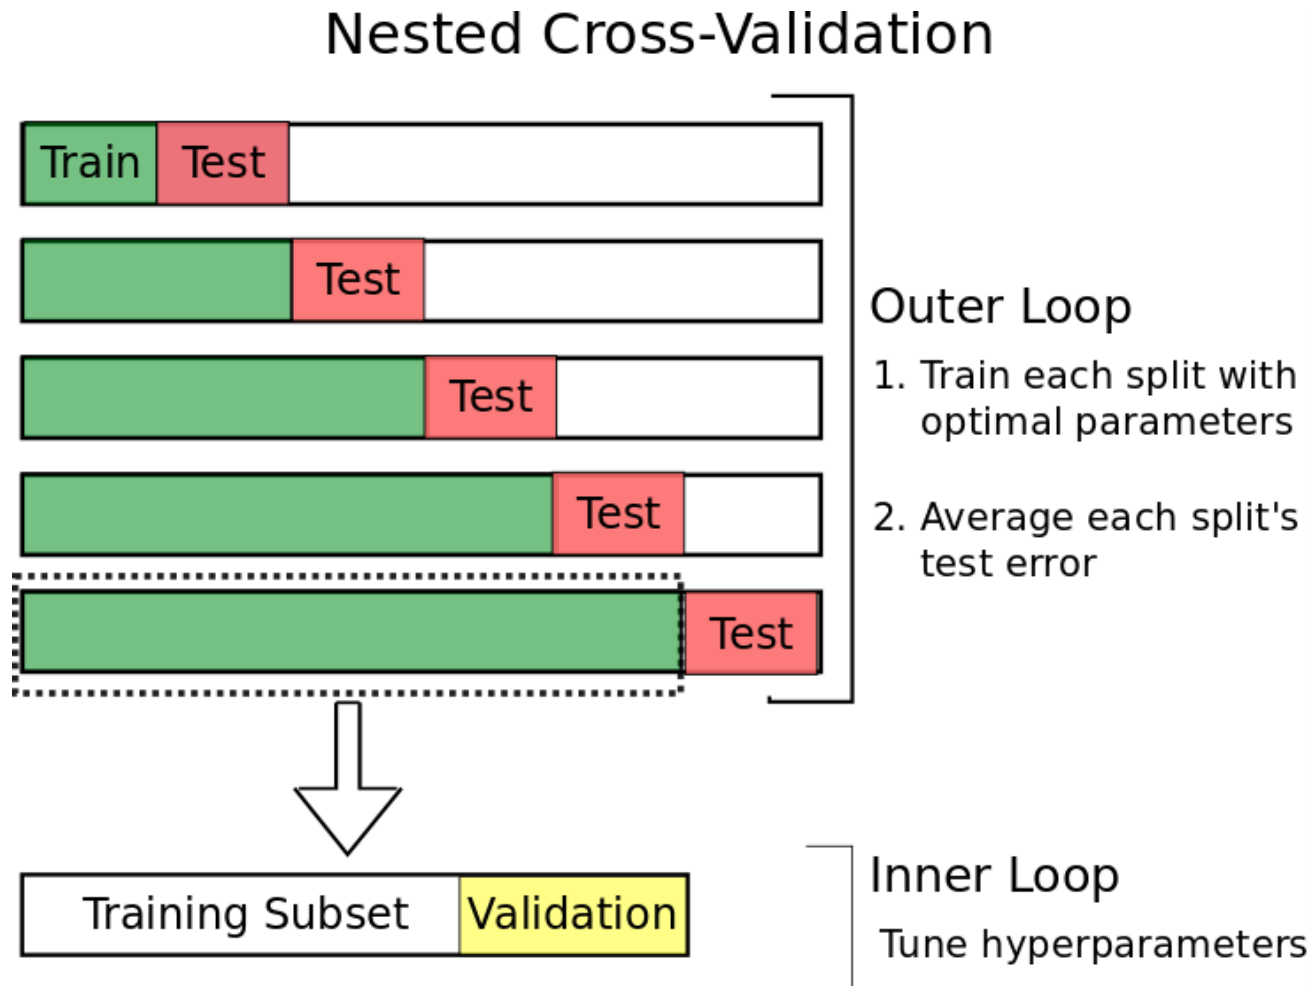 Nested Cross-Validation
Train Test
Test
Test
Test
Test
Outer Loop
1. Train each split with
optimal parameters
2. Average each split's
test error
Training Subset Validation
Inner Loop
Tune hyperparameters